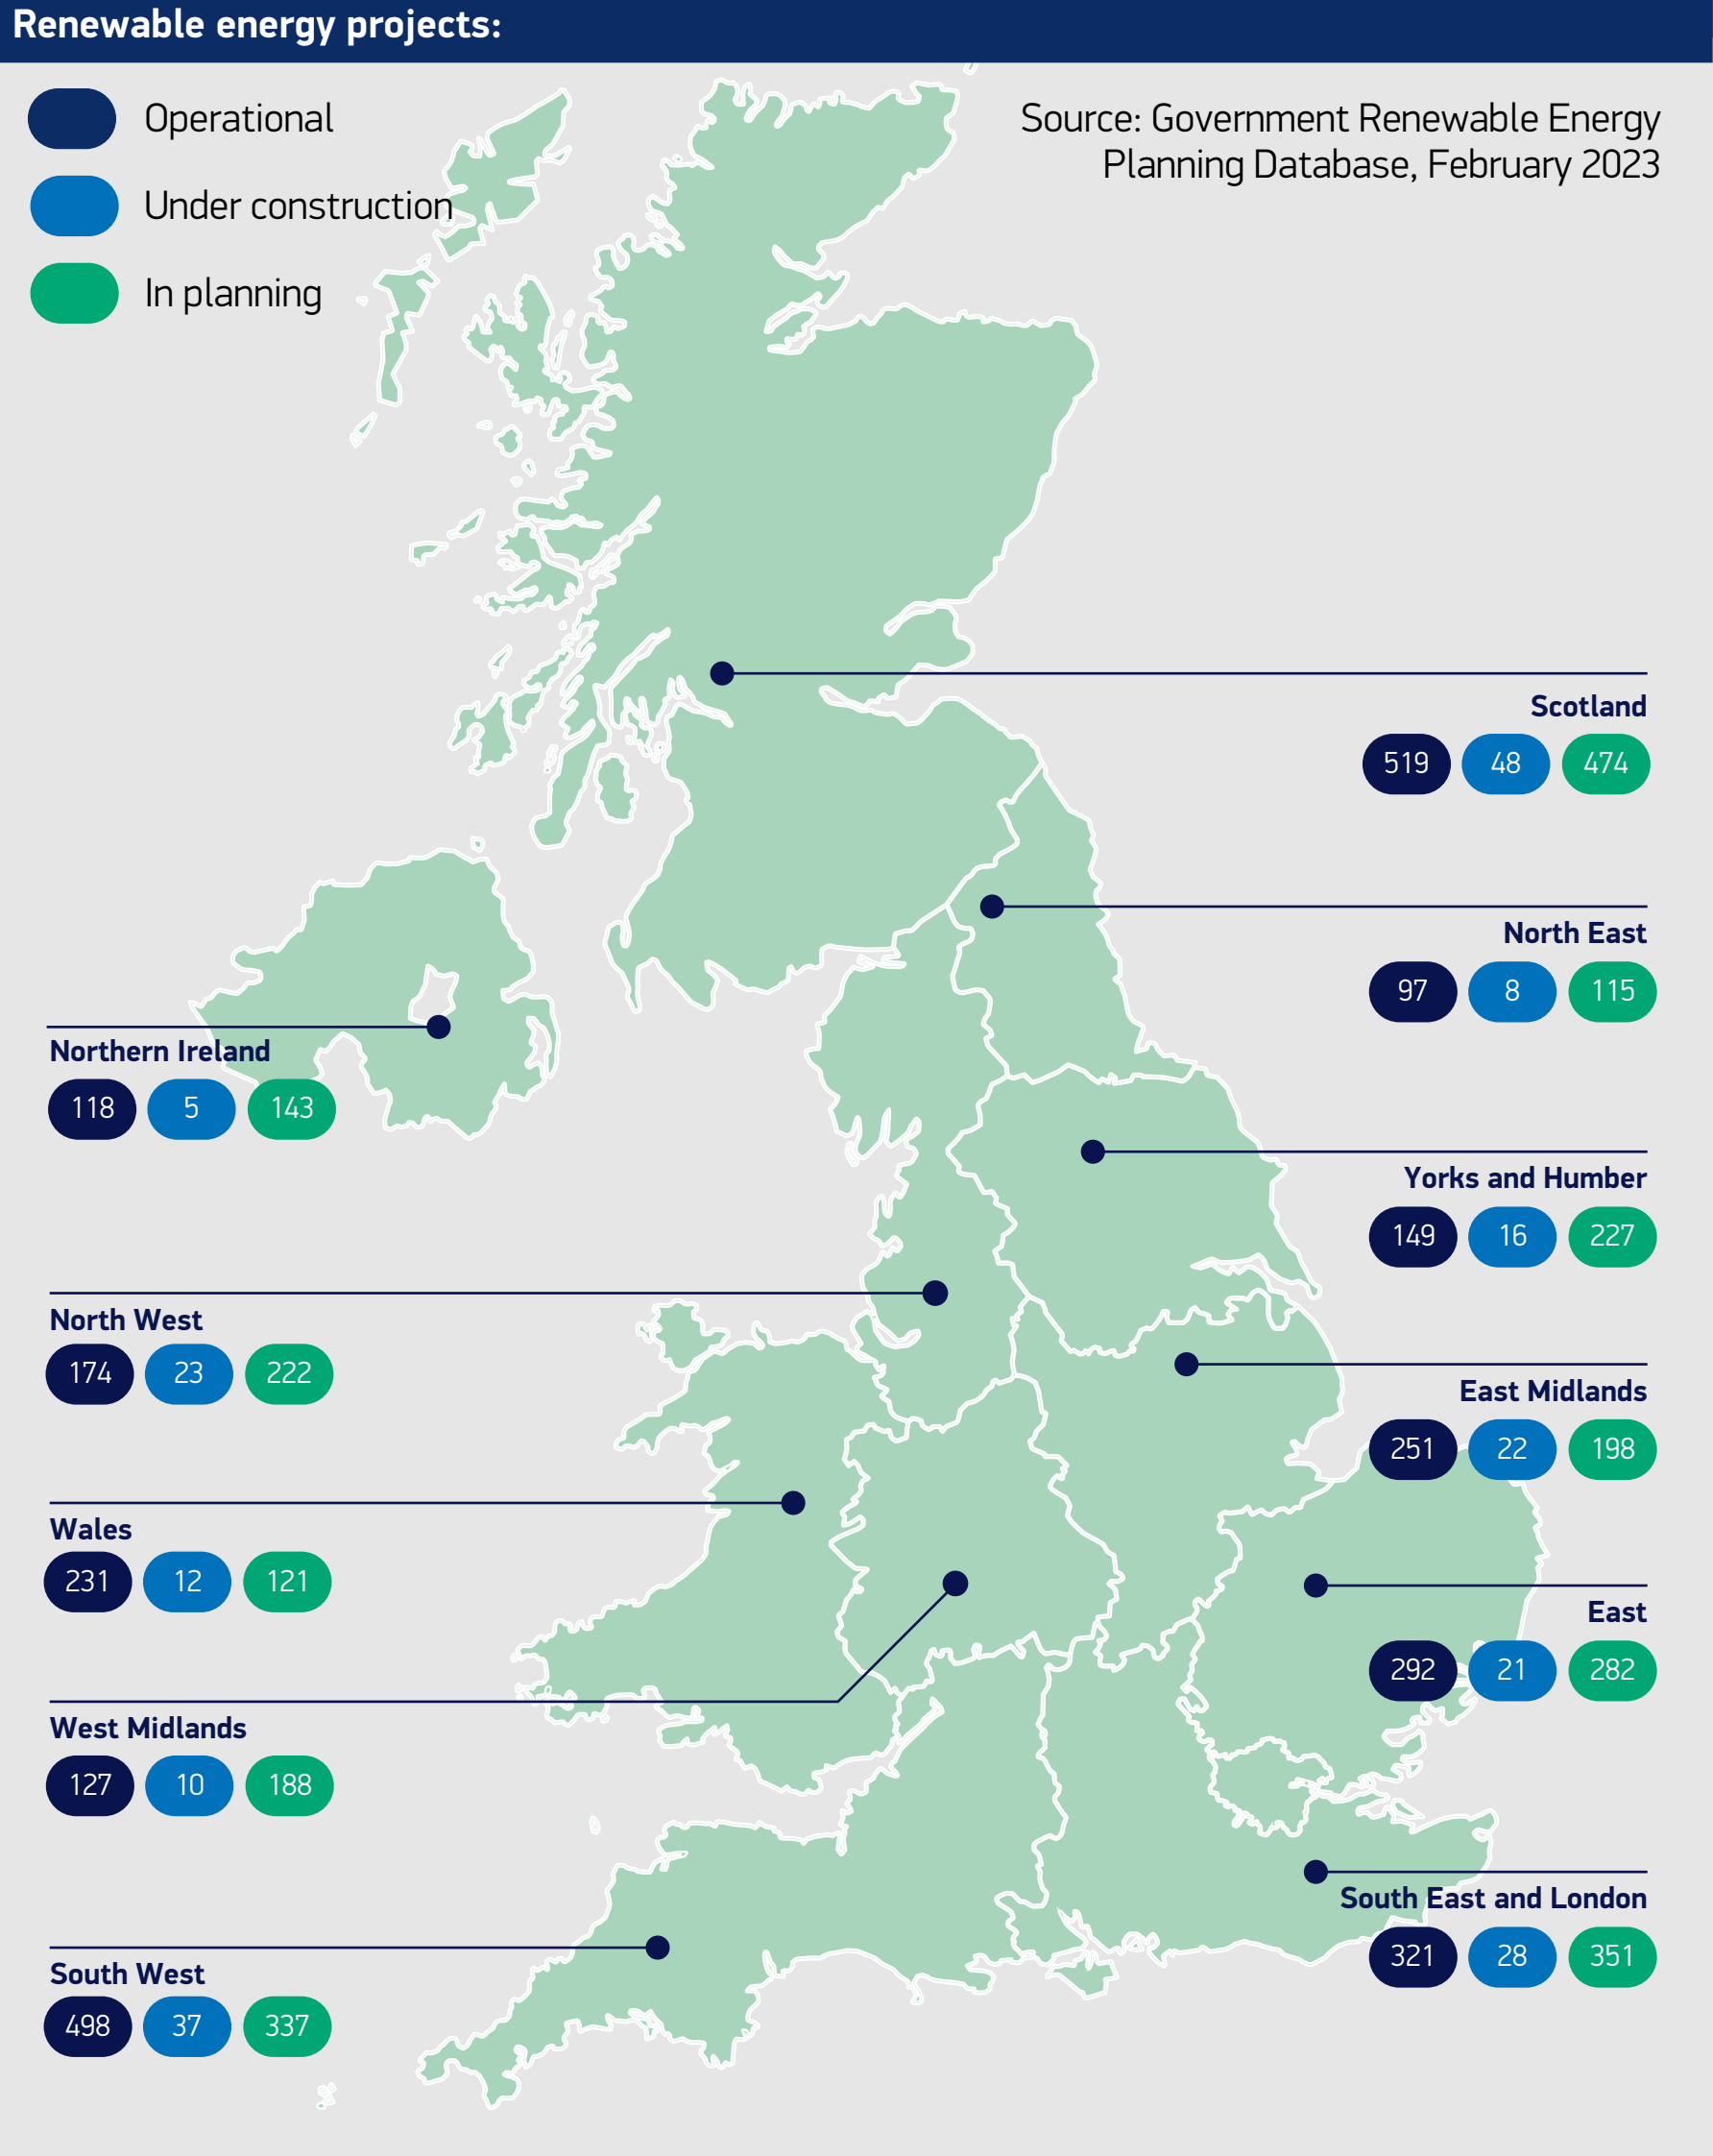 Renewable energy projects:
Operational
Under construction
In planning
Source: Government Renewable Energy
Planning Database, February 2023
Scotland
519 48 474
North East
97 8 115
Northern Ireland
118 5 143
Yorks and Humber
149 16 227
North West
174 23 222
East Midlands
251 22 198
Wales
231 12 121
East
292 21 282
West Midlands
127 10 188
South East and London
321 28 351
South West
498 37 337